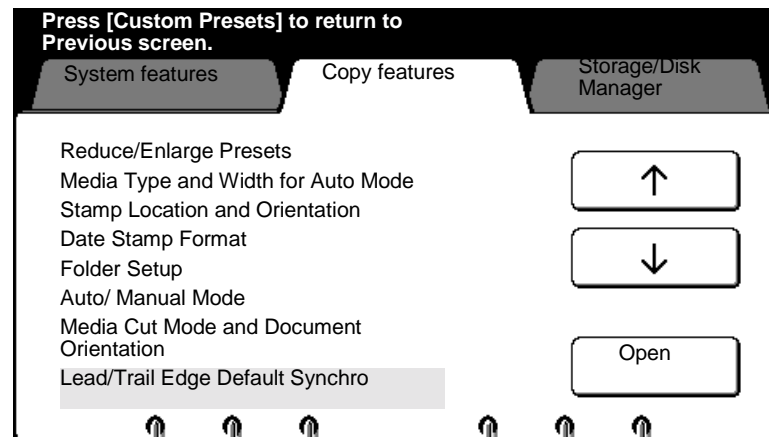 Press [Custom Presets] to return to
Previous screen.
System features
Copy features
Storage/Disk
Manager
Reduce/Enlarge Presets
Media Type and Width for Auto Mode
Stamp Location and Orientation
Date Stamp Format
Folder Setup
Auto/ Manual Mode
Media Cut Mode and Document
Orientation
Lead/Trail Edge Default Synchro
↑
↓
Open